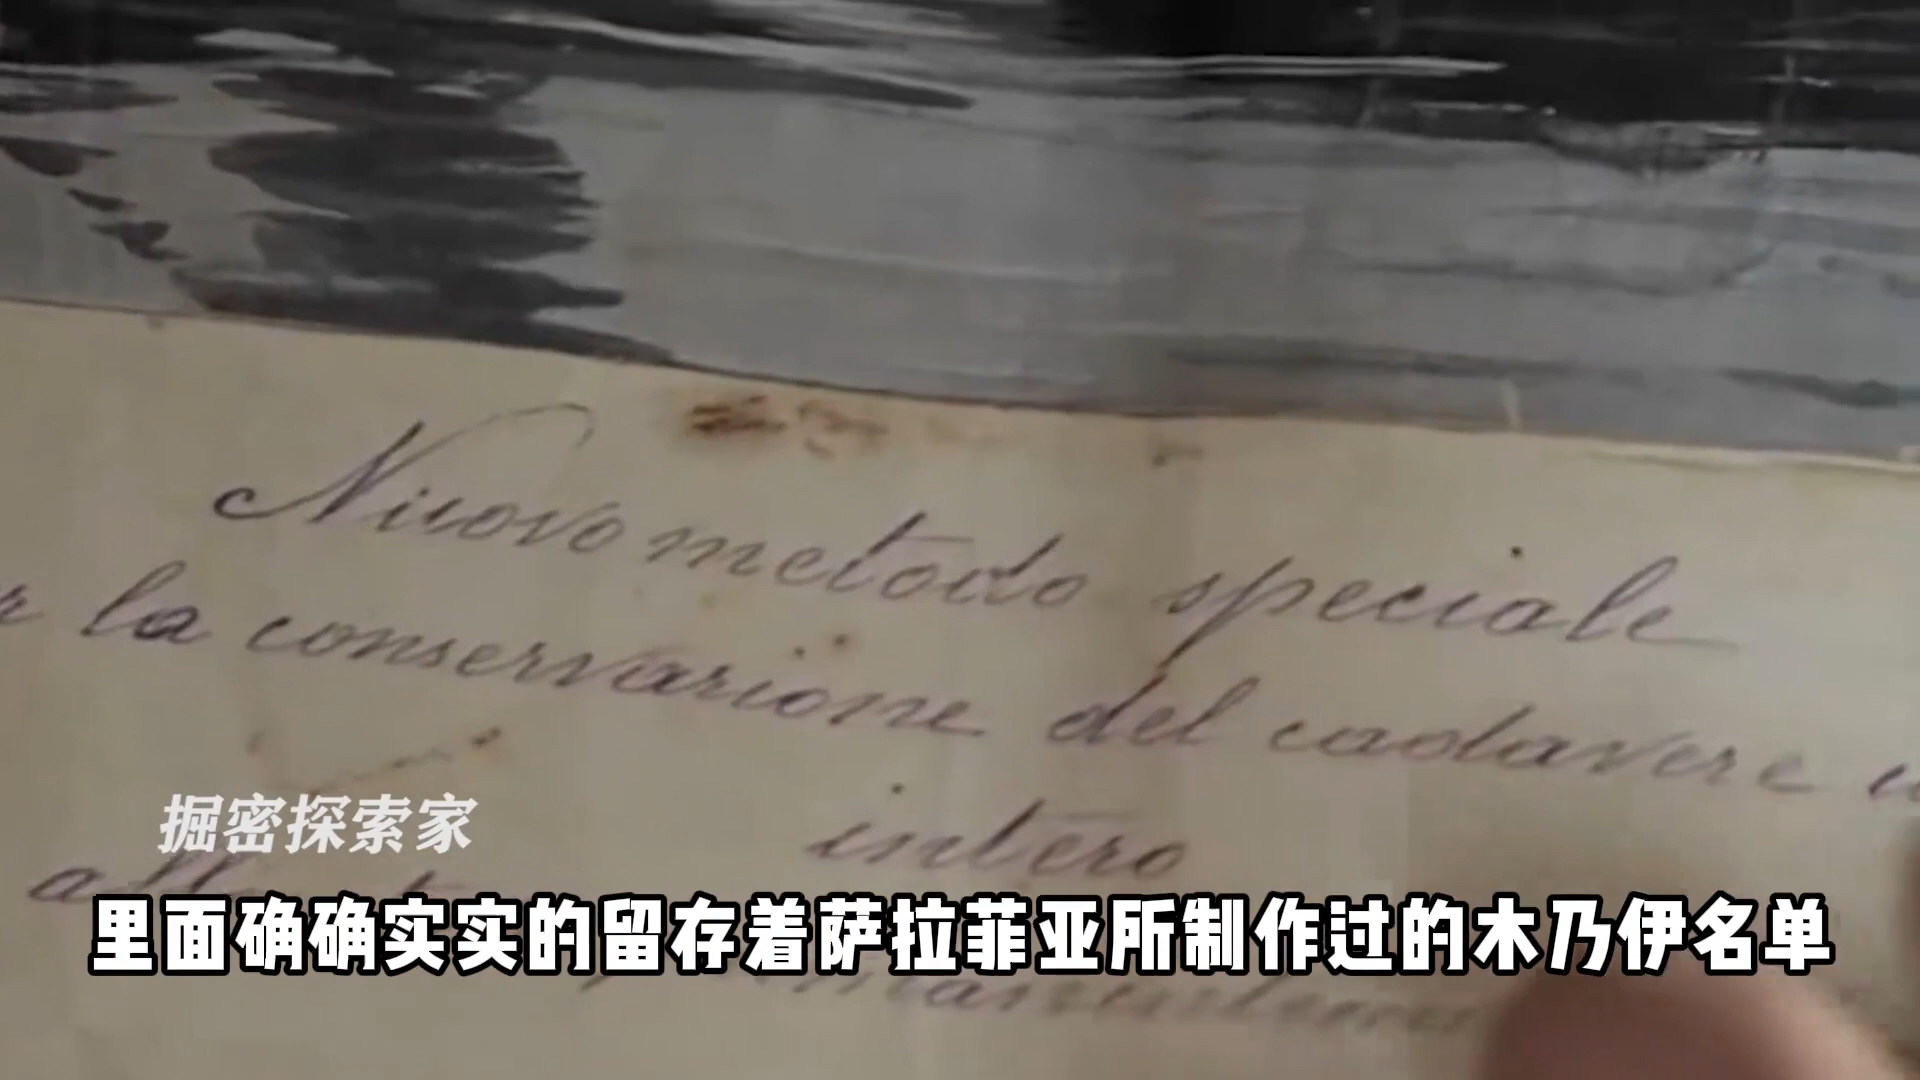 Nuovo metodo speciale
r la conservazione del cadavere u
intero
掘密探索家
里面确确实实的留存着萨拉菲亚所制作过的木乃伊名单